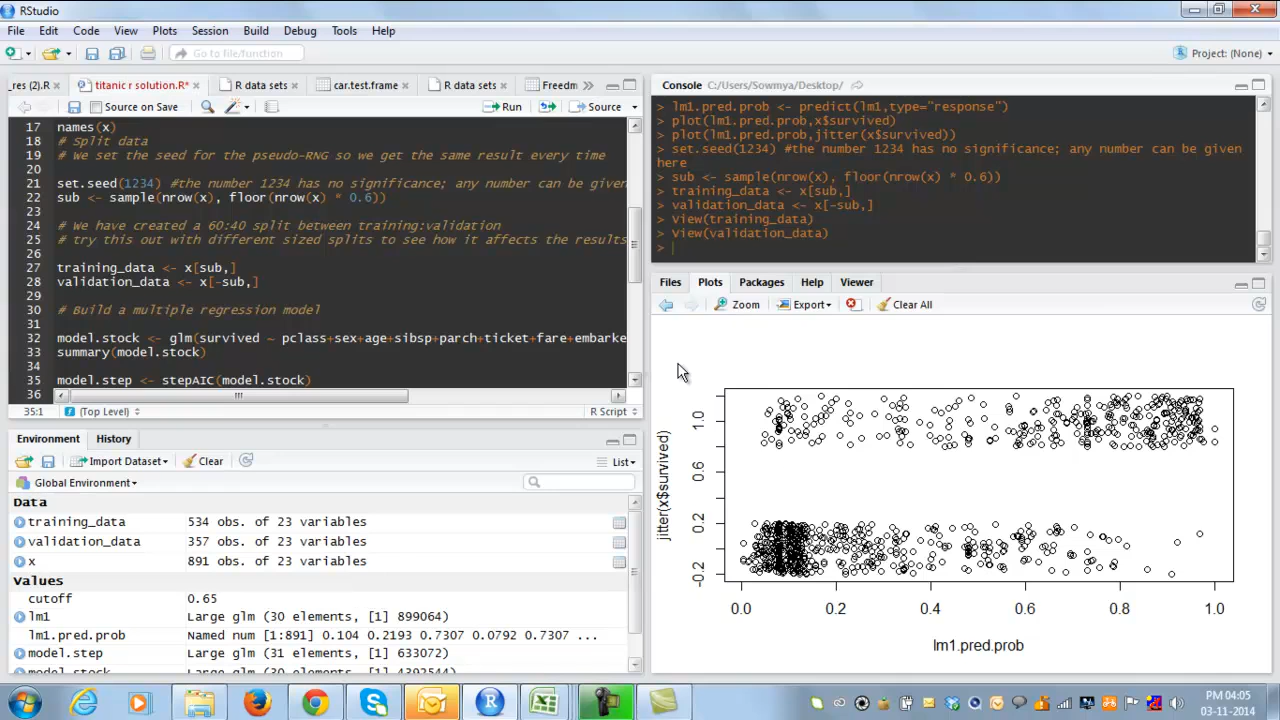 RStudio
File Edit Code View Plots Session Build Debug Tools Help
Go to file/function
Project: (None)
_res (2).R
titanic r solution.R*
R data sets
car.test.frame
R data sets
Freedm
Source on Save
Run
Source
17 names(x)
18 # Split data
19 # We set the seed for the pseudo-RNG so we get the same result every time
20
21 set.seed(1234) #the number 1234 has no significance; any number can be given
22 sub <- sample(nrow(x), floor(nrow(x) * 0.6))
23
24 # We have created a 60:40 split between training:validation
25 # try this out with different sized splits to see how it affects the results
26
27 training_data <- x[sub,]
28 validation_data <- x[-sub,]
29
30 # Build a multiple regression model
31
32 model.stock <- glm(survived ~ pclass+sex+age+sibsp+parch+ticket+fare+embarke
33 summary(model.stock)
34
35 model.step <- stepAIC(model.stock)
36
35:1 (Top Level) R Script
Environment History
Import Dataset Clear List
Global Environment
Data
training_data 534 obs. of 23 variables
validation_data 357 obs. of 23 variables
x 891 obs. of 23 variables
Values
cutoff 0.65
lm1 Large glm (30 elements, [1] 899064)
lm1.pred.prob Named num [1:891] 0.104 0.2193 0.7307 0.0792 0.7307 ...
model.step Large glm (31 elements, [1] 633072)
model.stock Large glm (30 elements, [1] 4392544)
Console C:/Users/Sowmya/Desktop/
> lm1.pred.prob <- predict(lm1,type="response")
> plot(lm1.pred.prob,x$survived)
> plot(lm1.pred.prob,jitter(x$survived))
> set.seed(1234) #the number 1234 has no significance; any number can be given
here
> sub <- sample(nrow(x), floor(nrow(x) * 0.6))
> training_data <- x[sub,]
> validation_data <- x[-sub,]
> View(training_data)
> View(validation_data)
>
Files Plots Packages Help Viewer
Zoom Export Clear All
jitter(x$survived)
1.0
0.6
0.2
-0.2
0.0 0.2 0.4 0.6 0.8 1.0
lm1.pred.prob
PM 04:05
03-11-2014